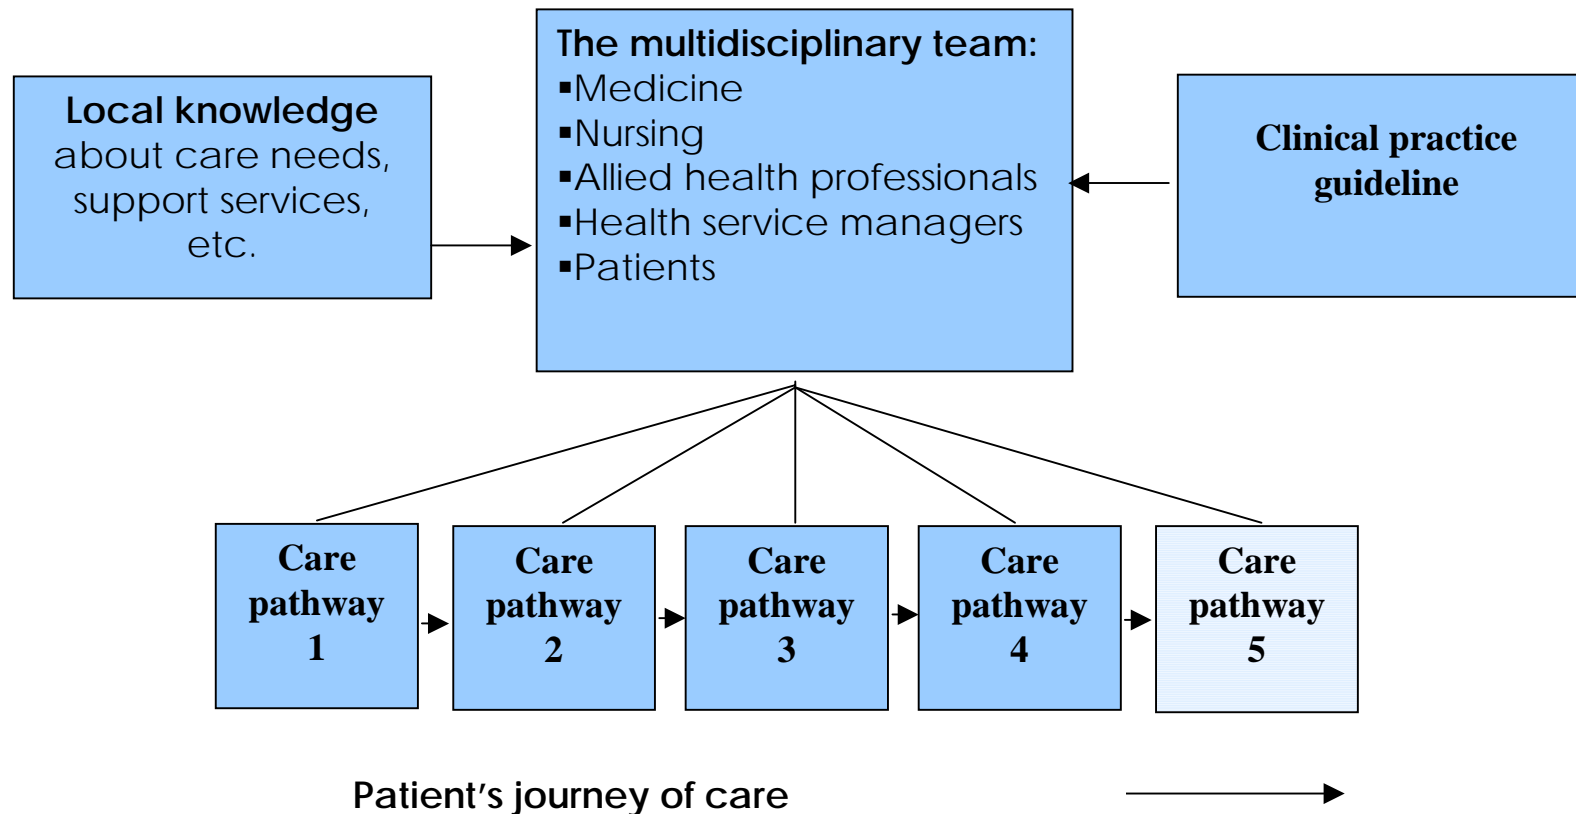 The multidisciplinary team:
▪Medicine
▪Nursing
▪Allied health professionals
▪Health service managers
▪Patients
Local knowledge
about care needs,
support services,
etc.
Clinical practice
guideline
Care
pathway
1
Care
pathway
2
Care
pathway
3
Care
pathway
4
Care
pathway
5
Patient’s journey of care